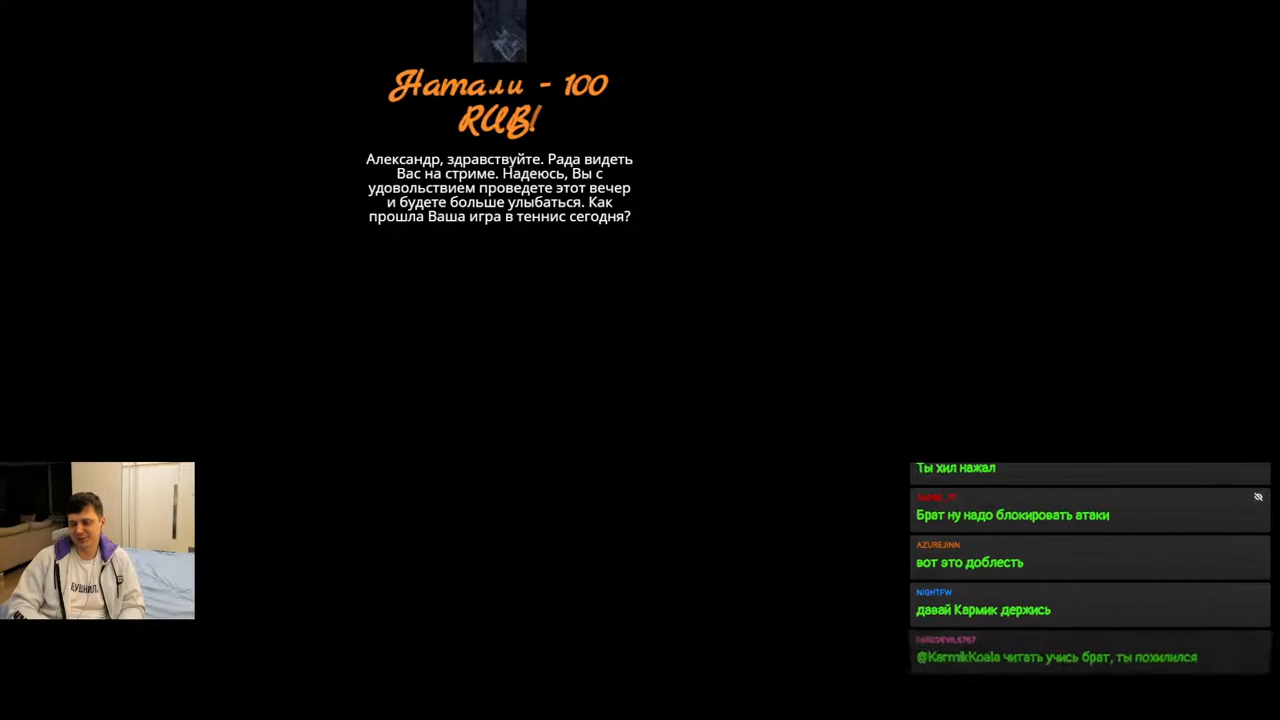 Натали - 100
RUB!
Александр, здравствуйте. Рада видеть
Вас на стриме. Надеюсь, Вы с
удовольствием проведете этот вечер
и будете больше улыбаться. Как
прошла Ваша игра в теннис сегодня?
Ты хил нажал
Брат ну надо блокировать атаки
AZUREJINN
вот это доблесть
NIGHTFW
давай Кармик держись
@KarmikKoala читать учись брат, ты похилился